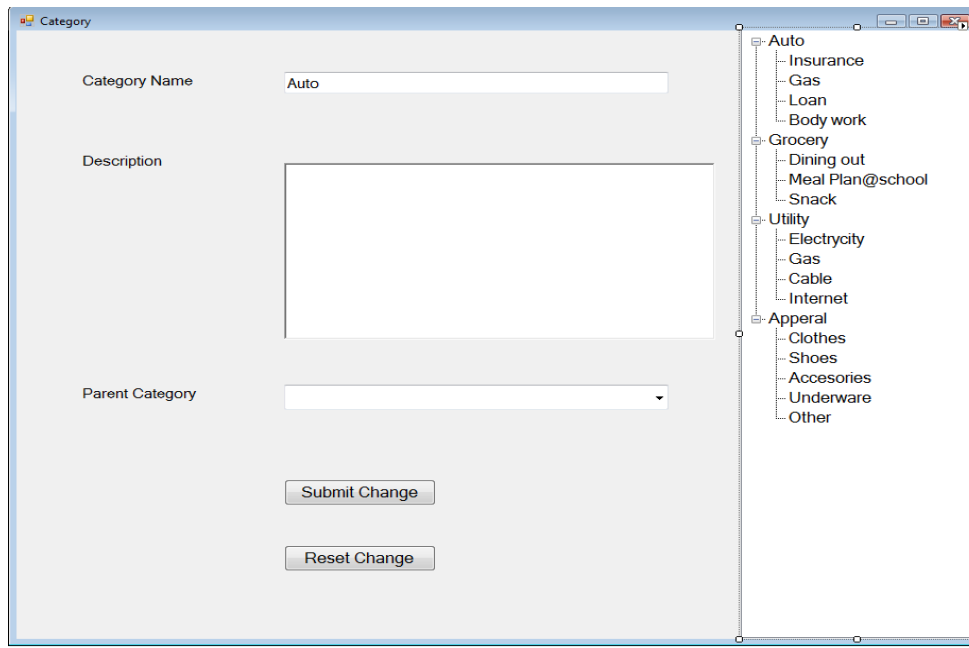 Category
Category Name
Auto
Description
Parent Category
Submit Change
Reset Change
Auto
Insurance
Gas
Loan
Body work
Grocery
Dining out
Meal Plan@school
Snack
Utility
Electrycity
Gas
Cable
Internet
Apperal
Clothes
Shoes
Accesories
Underware
Other